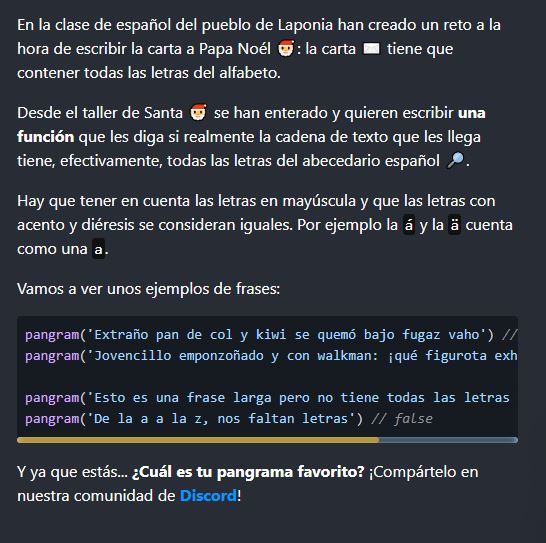 En la clase de español del pueblo de Laponia han creado un reto a la
hora de escribir la carta a Papa Noél 🎅: la carta ✉️ tiene que
contener todas las letras del alfabeto.
Desde el taller de Santa 🎅 se han enterado y quieren escribir una
función que les diga si realmente la cadena de texto que les llega
tiene, efectivamente, todas las letras del abecedario español 🔎.
Hay que tener en cuenta las letras en mayúscula y que las letras con
acento y diéresis se consideran iguales. Por ejemplo la á y la ä cuenta
como una a.
Vamos a ver unos ejemplos de frases:
pangram('Extraño pan de col y kiwi se quemó bajo fugaz vaho') //
pangram('Jovencillo emponzoñado y con walkman: ¡qué figurota exh
pangram('Esto es una frase larga pero no tiene todas las letras
pangram('De la a a la z, nos faltan letras') // false
Y ya que estás... ¿Cuál es tu pangrama favorito? ¡Compártelo en
nuestra comunidad de Discord!